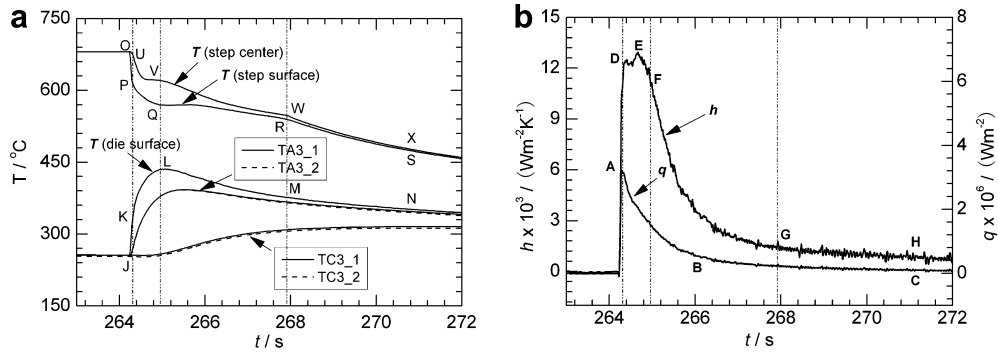 a
T / °C
750
600
450
300
150
O
U
V
T (step center)
P
T (step surface)
Q
W
R
X
S
T (die surface)
L
TA3_1
TA3_2
K
M
N
J
TC3_1
TC3_2
264
266
268
270
272
t / s
b
h x 10³ / (Wm⁻²K⁻¹)
15
12
9
6
3
0
D
E
F
h
A
q
G
B
H
C
264
266
268
270
272
t / s
8
6
4
2
0
q x 10⁶ / (Wm⁻²)